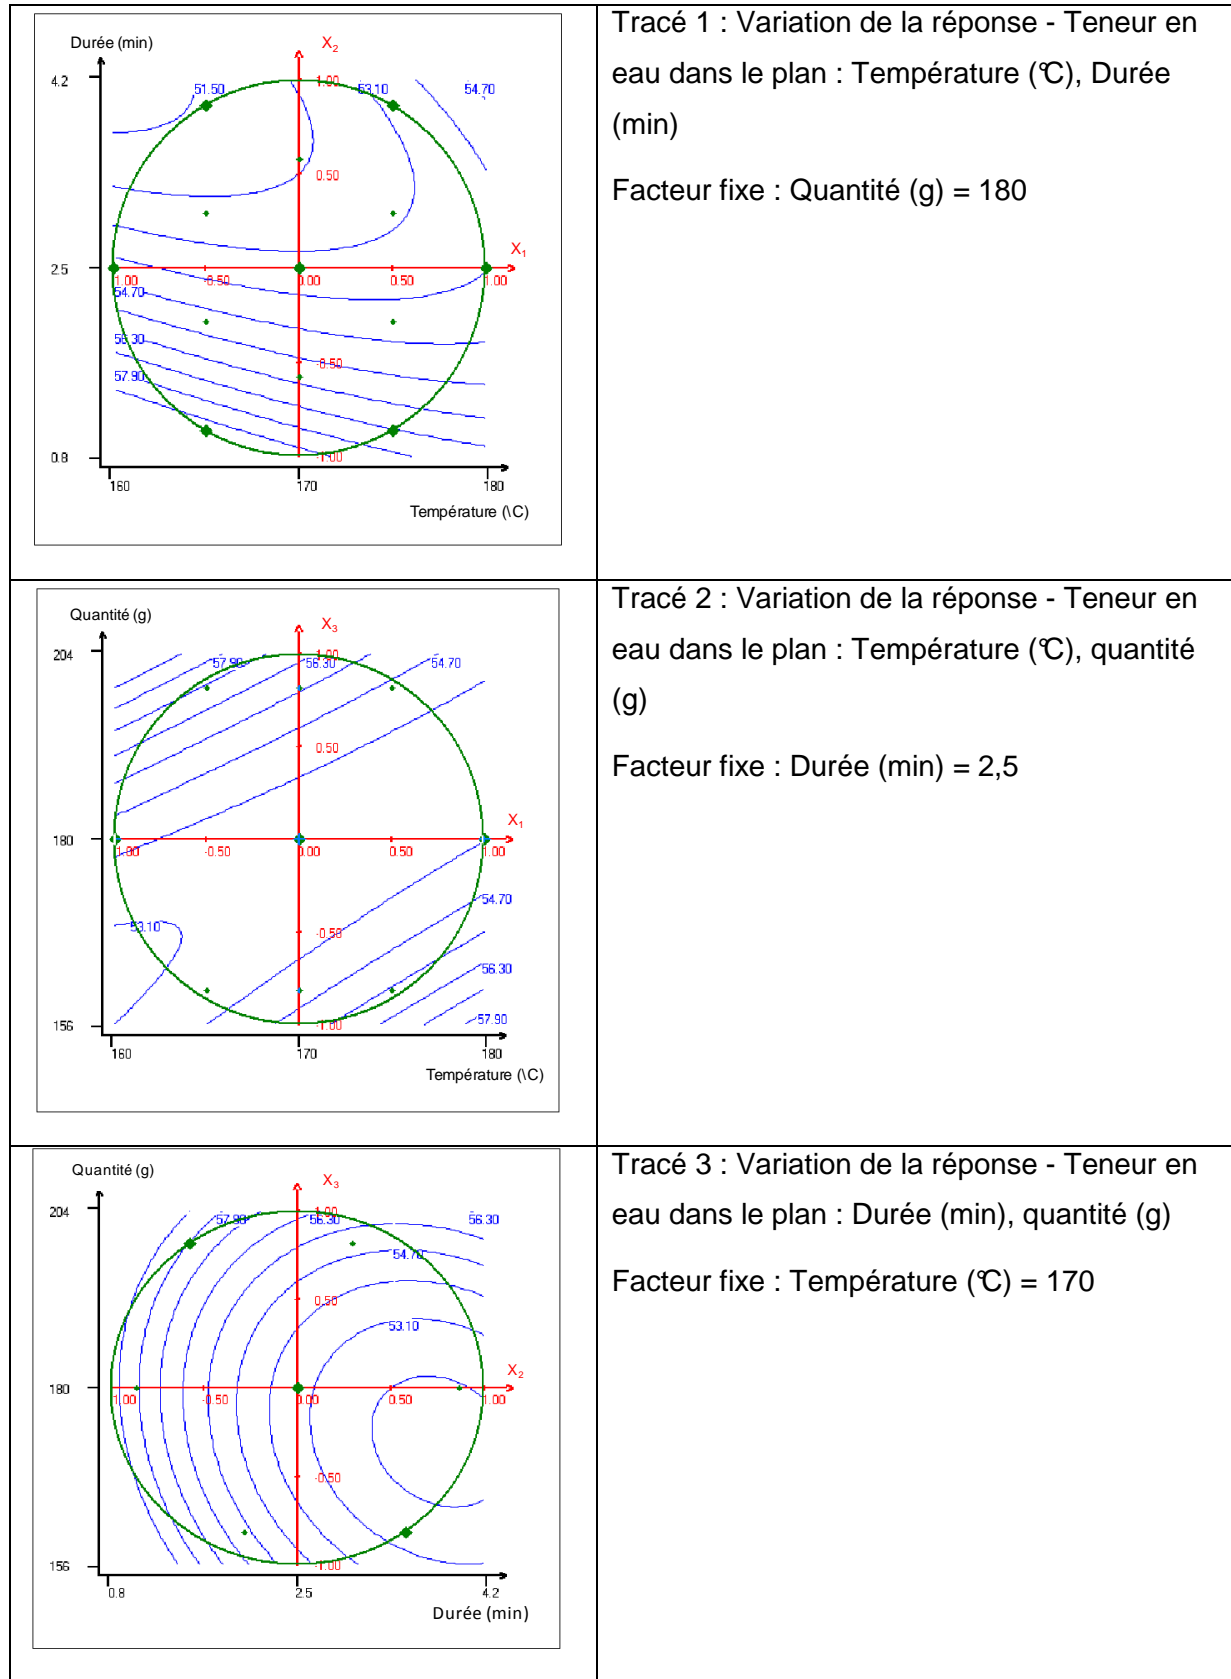 Durée (min)
X2
4.2
51.50
1.00
53.10
54.70
0.50
X1
2.5
1.00
-0.50
0.00
0.50
1.00
54.70
56.30
-0.50
57.90
0.8
-1.00
160
170
180
Température (\C)
Tracé 1 : Variation de la réponse - Teneur en
eau dans le plan : Température (°C), Durée
(min)
Facteur fixe : Quantité (g) = 180
Quantité (g)
X3
204
57.90
1.00
56.30
54.70
0.50
X1
180
1.00
-0.50
0.00
0.50
1.00
54.70
53.10
-0.50
56.30
57.90
156
-1.00
160
170
180
Température (\C)
Tracé 2 : Variation de la réponse - Teneur en
eau dans le plan : Température (°C), quantité
(g)
Facteur fixe : Durée (min) = 2,5
Quantité (g)
X3
204
57.90
1.00
56.30
56.30
54.70
0.50
53.10
X2
180
1.00
-0.50
0.00
0.50
1.00
-0.50
156
-1.00
0.8
2.5
4.2
Durée (min)
Tracé 3 : Variation de la réponse - Teneur en
eau dans le plan : Durée (min), quantité (g)
Facteur fixe : Température (°C) = 170